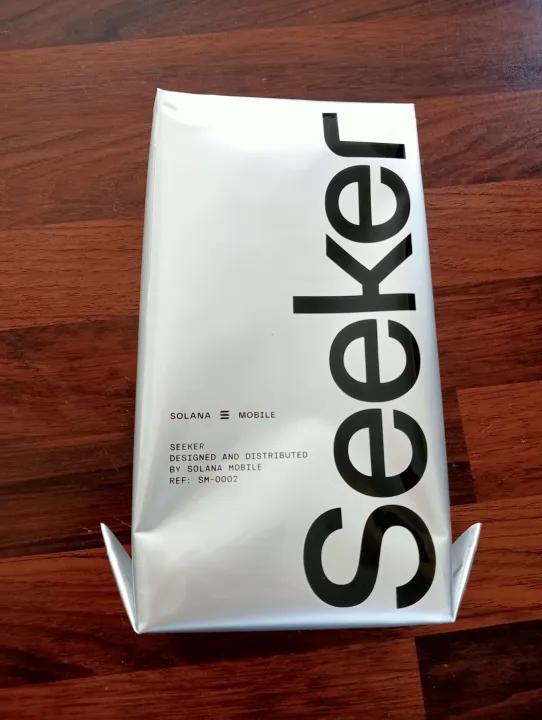 Seeker
SOLANA MOBILE
SEEKER
DESIGNED AND DISTRIBUTED
BY SOLANA MOBILE
REF: SM-0002